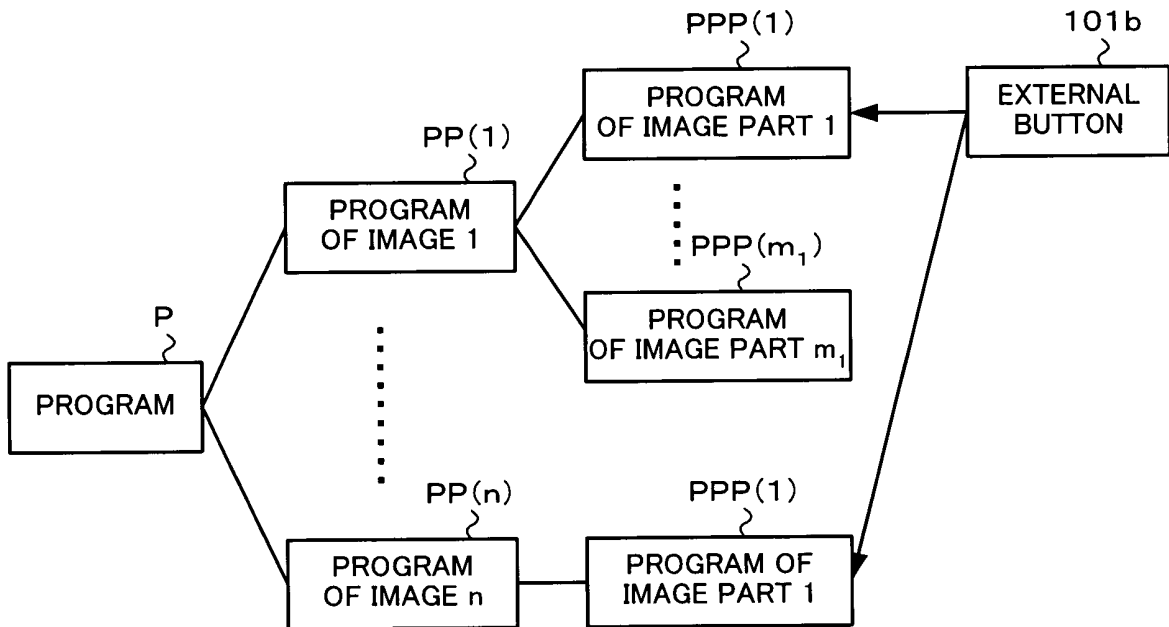 PPP(1)
101b
PROGRAM
OF IMAGE PART 1
EXTERNAL
BUTTON
PP(1)
PROGRAM
OF IMAGE 1
PPP(m₁)
PROGRAM
OF IMAGE PART m₁
P
PROGRAM
PP(n)
PROGRAM
OF IMAGE n
PPP(1)
PROGRAM OF
IMAGE PART 1